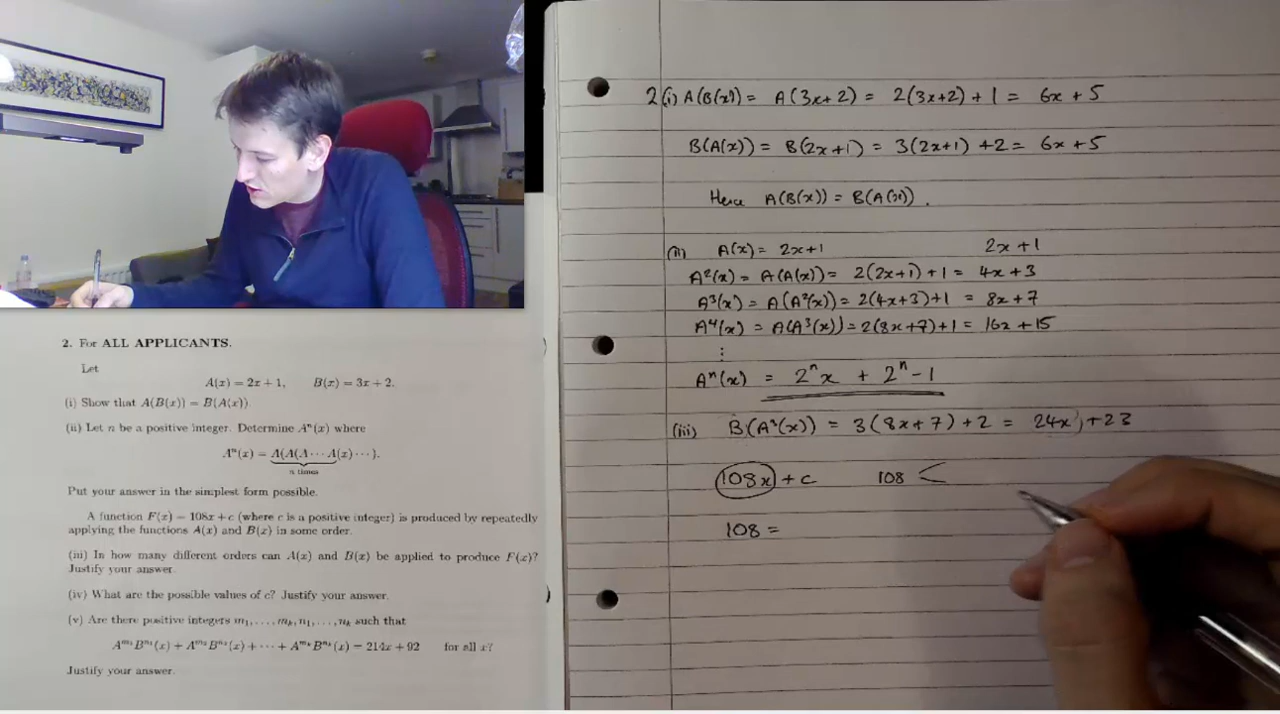 2. For ALL APPLICANTS.
Let
A(x) = 2x + 1, B(x) = 3x + 2.
(i) Show that A(B(x)) = B(A(x)).
(ii) Let n be a positive integer. Determine Aⁿ(x) where
Aⁿ(x) = A(A(A ··· A(x) ··· ).
n times
Put your answer in the simplest form possible.
A function F(x) = 108x + c (where c is a positive integer) is produced by repeatedly
applying the functions A(x) and B(x) in some order.
(iii) In how many different orders can A(x) and B(x) be applied to produce F(x)?
Justify your answer.
(iv) What are the possible values of c? Justify your answer.
(v) Are there positive integers m₁, . . . , mₖ, n₁, . . . , nₖ such that
Aᵐ¹Bⁿ¹(x) + Aᵐ²Bⁿ²(x) + ··· + AᵐᵏBⁿᵏ(x) = 214x + 92 for all x?
Justify your answer.
2(i) A(B(x)) = A(3x+2) = 2(3x+2) + 1 = 6x + 5
B(A(x)) = B(2x+1) = 3(2x+1) + 2 = 6x + 5
Hence A(B(x)) = B(A(x)).
(ii) A(x) = 2x+1 2x + 1
A²(x) = A(A(x)) = 2(2x+1) + 1 = 4x + 3
A³(x) = A(A²(x)) = 2(4x+3)+1 = 8x + 7
A⁴(x) = A(A³(x)) = 2(8x+7)+1 = 16x + 15
⋮
Aⁿ(x) = 2ⁿx + 2ⁿ - 1
(iii) B(A³(x)) = 3(8x+7) + 2 = 24x + 23
108x + c 108 <
108 =